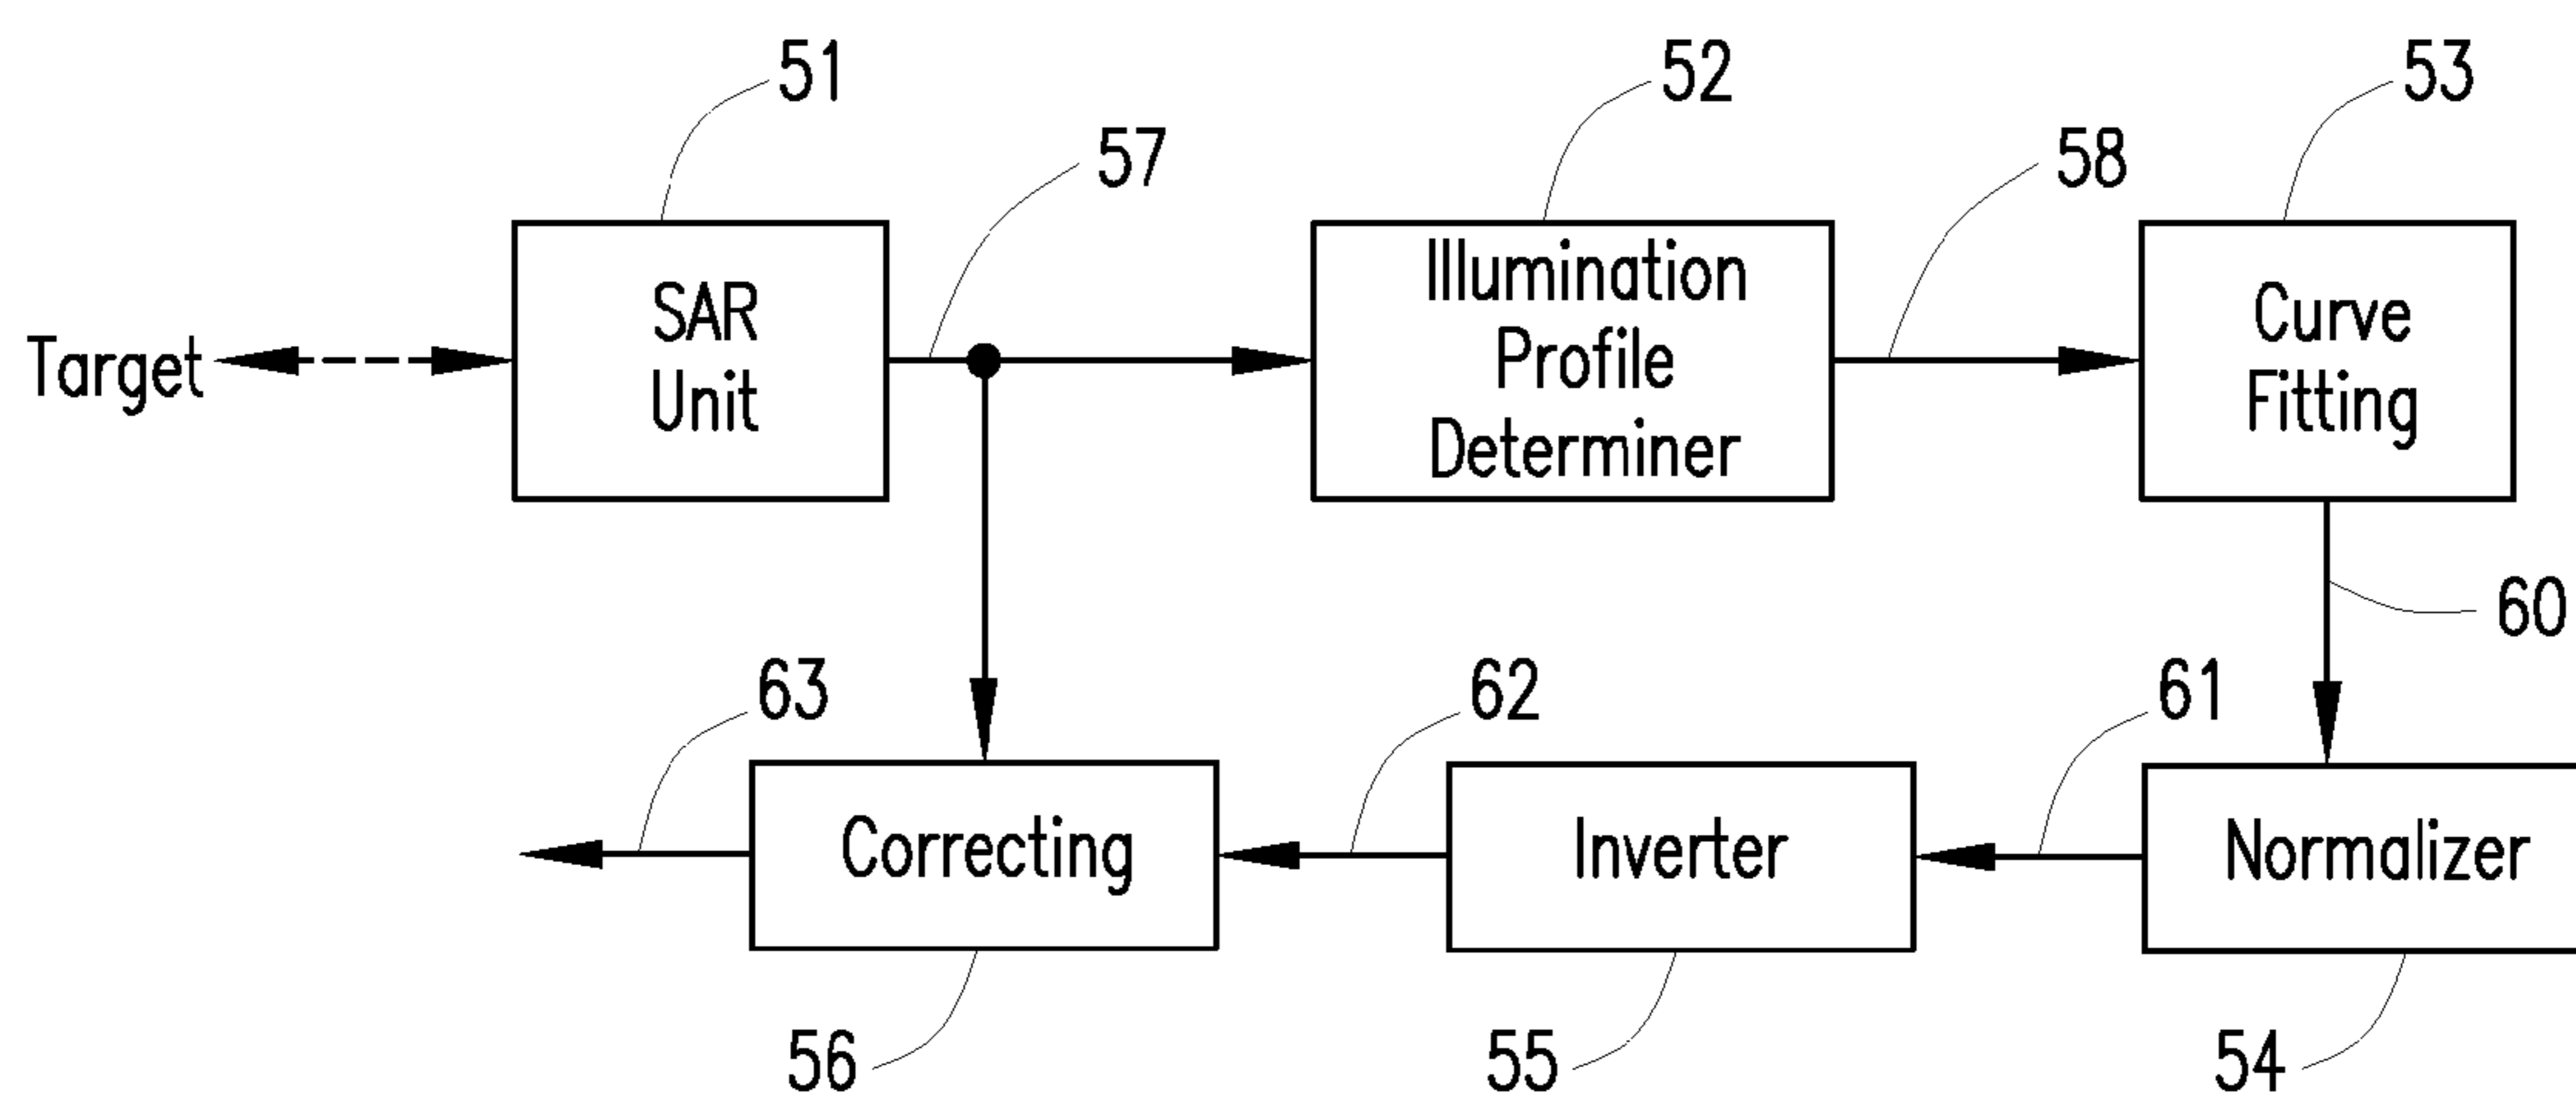 51
52
53
57
58
Target
SAR
Unit
Illumination
Profile
Determiner
Curve
Fitting
60
63
62
61
Correcting
Inverter
Normalizer
56
55
54